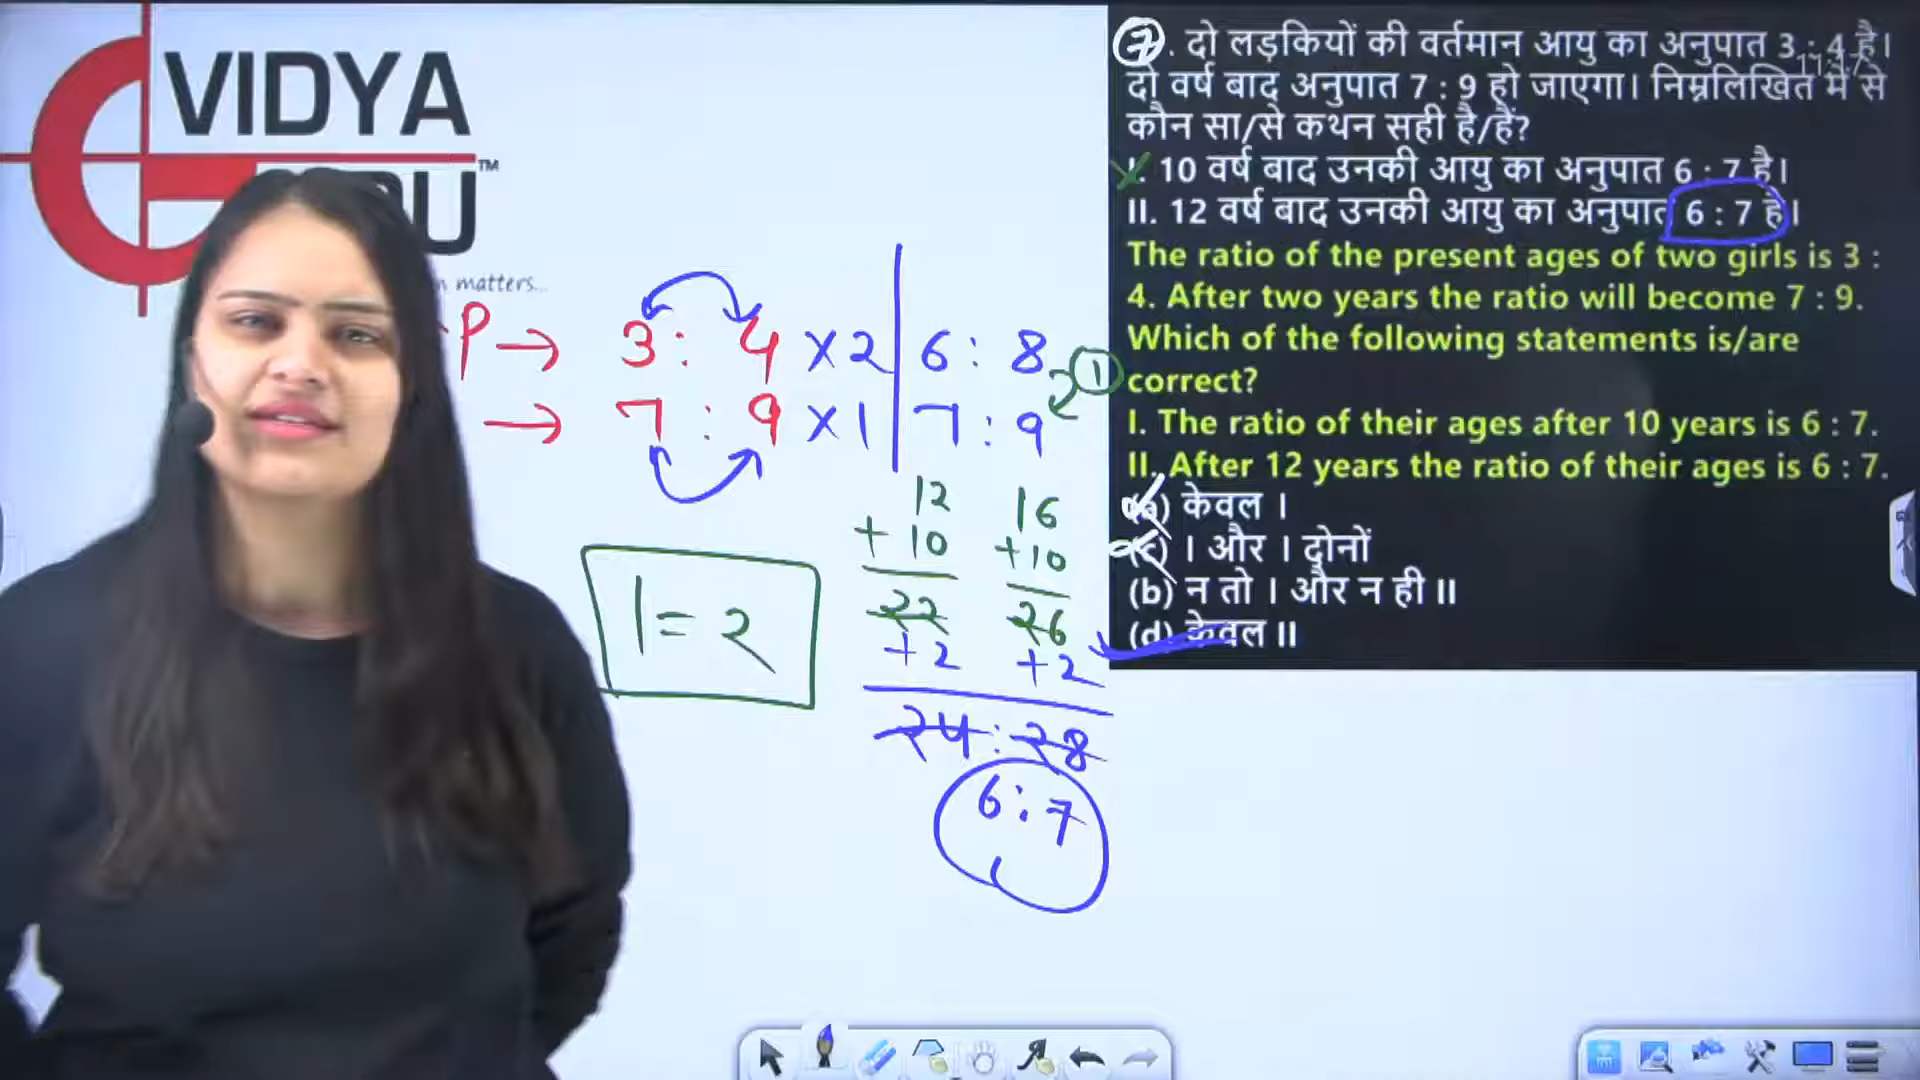 VIDYA
GURU
TM
matters...
⑦. दो लड़कियों की वर्तमान आयु का अनुपात 3 : 4 है।
दो वर्ष बाद अनुपात 7 : 9 हो जाएगा। निम्नलिखित में से
कौन सा/से कथन सही है/हैं?
I. 10 वर्ष बाद उनकी आयु का अनुपात 6 : 7 है।
II. 12 वर्ष बाद उनकी आयु का अनुपात 6 : 7 है।
The ratio of the present ages of two girls is 3 :
4. After two years the ratio will become 7 : 9.
Which of the following statements is/are
correct?
I. The ratio of their ages after 10 years is 6 : 7.
II. After 12 years the ratio of their ages is 6 : 7.
(a) केवल ।
(c) । और । दोनों
(b) न तो । और न ही II
(d) केवल II
P → 3 : 4 × 2 | 6 : 8
→ 7 : 9 × 1 | 7 : 9
1
12 16
+ 10 +10
22 26
+2 +2
24 : 28
6 : 7
1 = 2